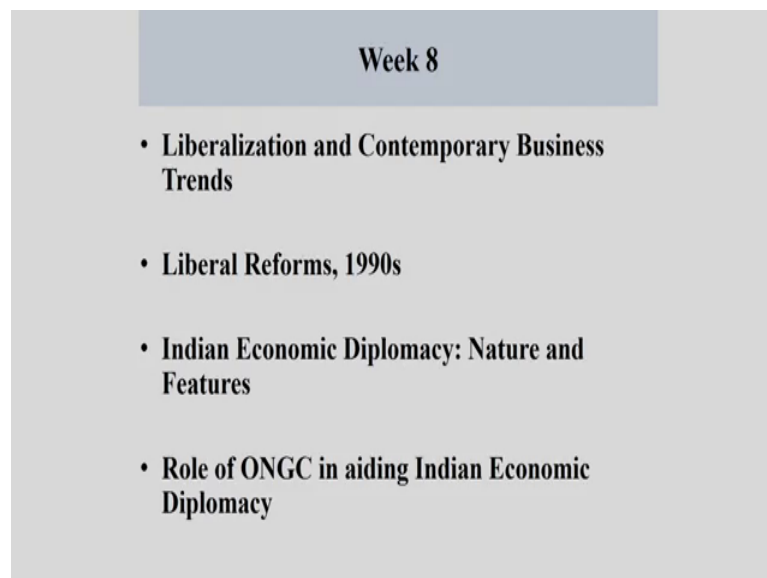 Week 8
• Liberalization and Contemporary Business
Trends
• Liberal Reforms, 1990s
• Indian Economic Diplomacy: Nature and
Features
• Role of ONGC in aiding Indian Economic
Diplomacy